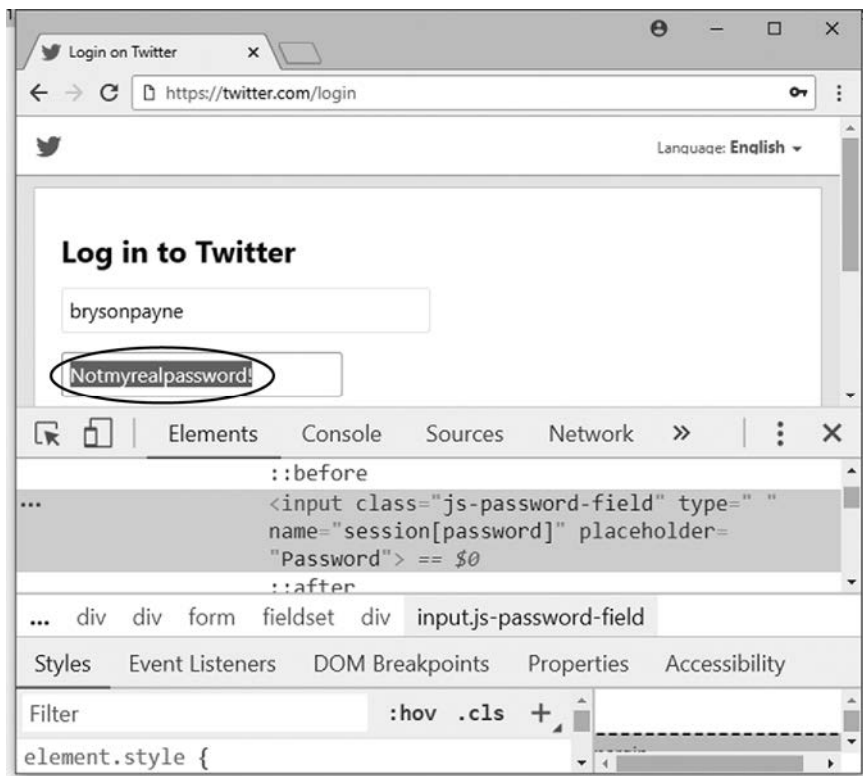 Login on Twitter
https://twitter.com/login
Language: English
Log in to Twitter
brysonpayne
Notmyrealpassword!
Elements Console Sources Network »
::before
... <input class="js-password-field" type=" "
name="session[password]" placeholder=
"Password"> == $0
::after
... div div form fieldset div input.js-password-field
Styles Event Listeners DOM Breakpoints Properties Accessibility
Filter :hov .cls +
element.style {